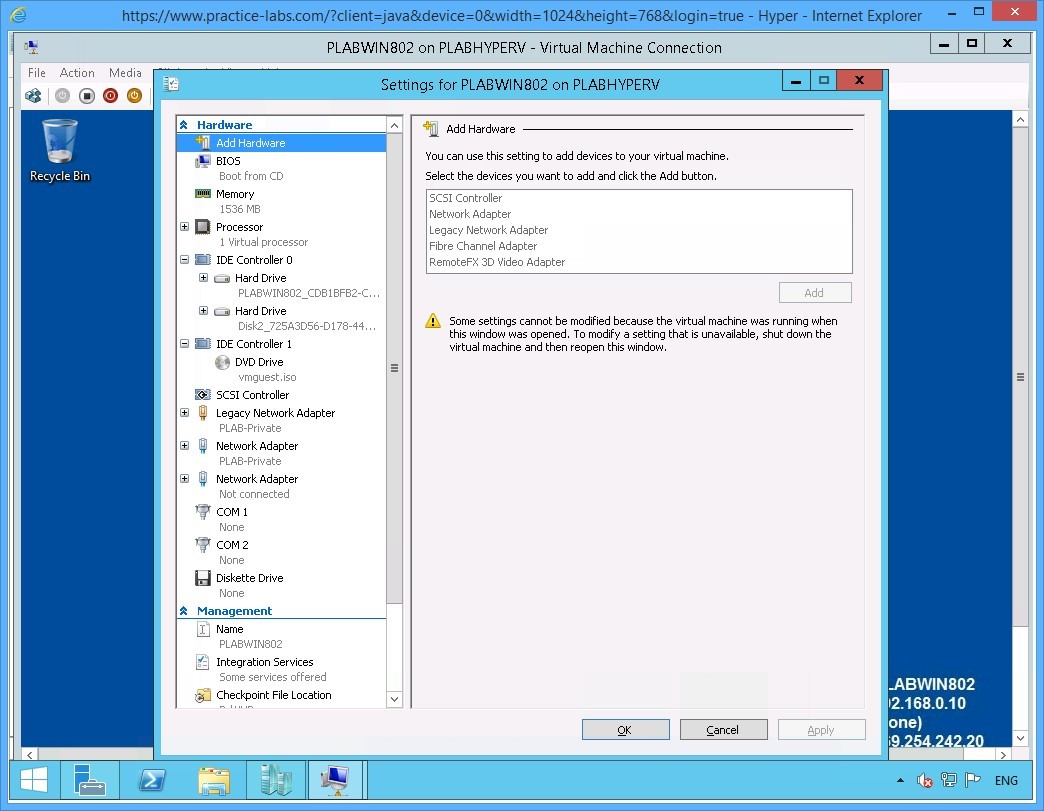 https://www.practice-labs.com/?client=java&device=0&width=1024&height=768&login=true - Hyper - Internet Explorer
PLABWIN802 on PLABHYPERV - Virtual Machine Connection
File Action Media
Settings for PLABWIN802 on PLABHYPERV
Recycle Bin
Hardware
Add Hardware
BIOS
Boot from CD
Memory
1536 MB
Processor
1 Virtual processor
IDE Controller 0
Hard Drive
PLABWIN802_CDB1BFB2-C...
Hard Drive
Disk2_725A3D56-D178-44...
IDE Controller 1
DVD Drive
vmguest.iso
SCSI Controller
Legacy Network Adapter
PLAB-Private
Network Adapter
PLAB-Private
Network Adapter
Not connected
COM 1
None
COM 2
None
Diskette Drive
None
Management
Name
PLABWIN802
Integration Services
Some services offered
Checkpoint File Location
Add Hardware
You can use this setting to add devices to your virtual machine.
Select the devices you want to add and click the Add button.
SCSI Controller
Network Adapter
Legacy Network Adapter
Fibre Channel Adapter
RemoteFX 3D Video Adapter
Add
Some settings cannot be modified because the virtual machine was running when
this window was opened. To modify a setting that is unavailable, shut down the
virtual machine and then reopen this window.
OK Cancel Apply
LABWIN802
92.168.0.10
one)
69.254.242.20
ENG